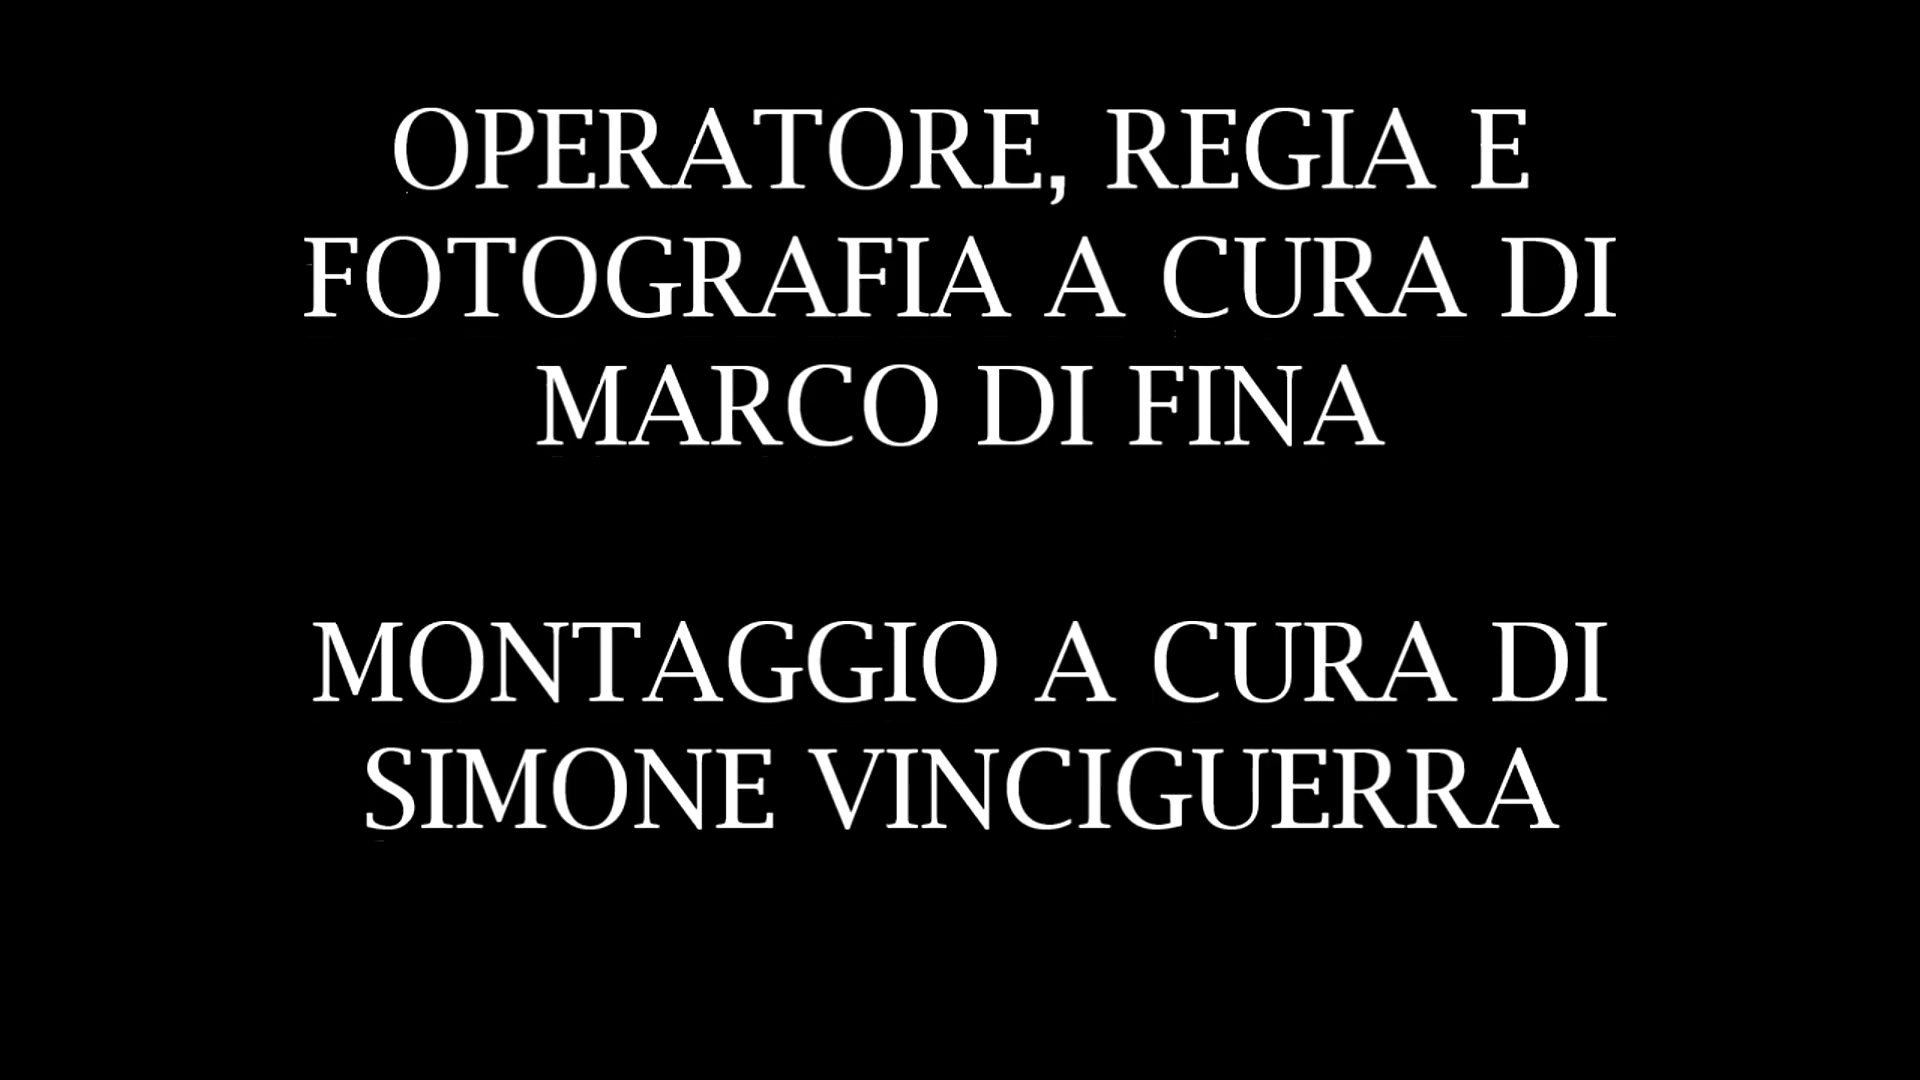 OPERATORE, REGIA E
FOTOGRAFIA A CURA DI
MARCO DI FINA
MONTAGGIO A CURA DI
SIMONE VINCIGUERRA